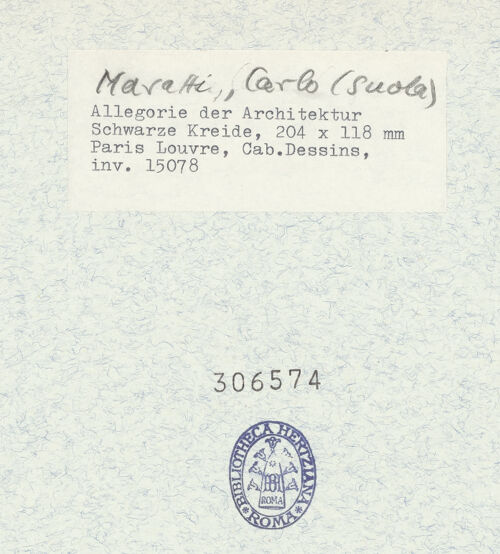 Maratti, Carlo (Scuola)
Allegorie der Architektur
Schwarze Kreide, 204 x 118 mm
Paris Louvre, Cab.Dessins,
inv. 15078
306574
*BIBLIOTHECA HERTZIANA*
BH
ROMA
ROMA